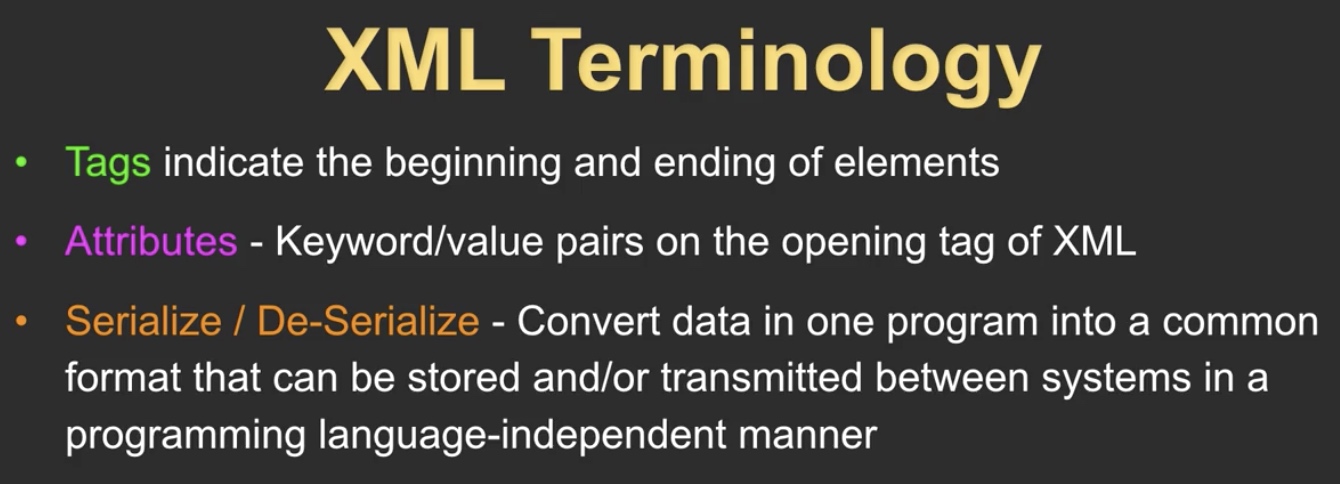 XML Terminology
• Tags indicate the beginning and ending of elements
• Attributes - Keyword/value pairs on the opening tag of XML
• Serialize / De-Serialize - Convert data in one program into a common
format that can be stored and/or transmitted between systems in a
programming language-independent manner